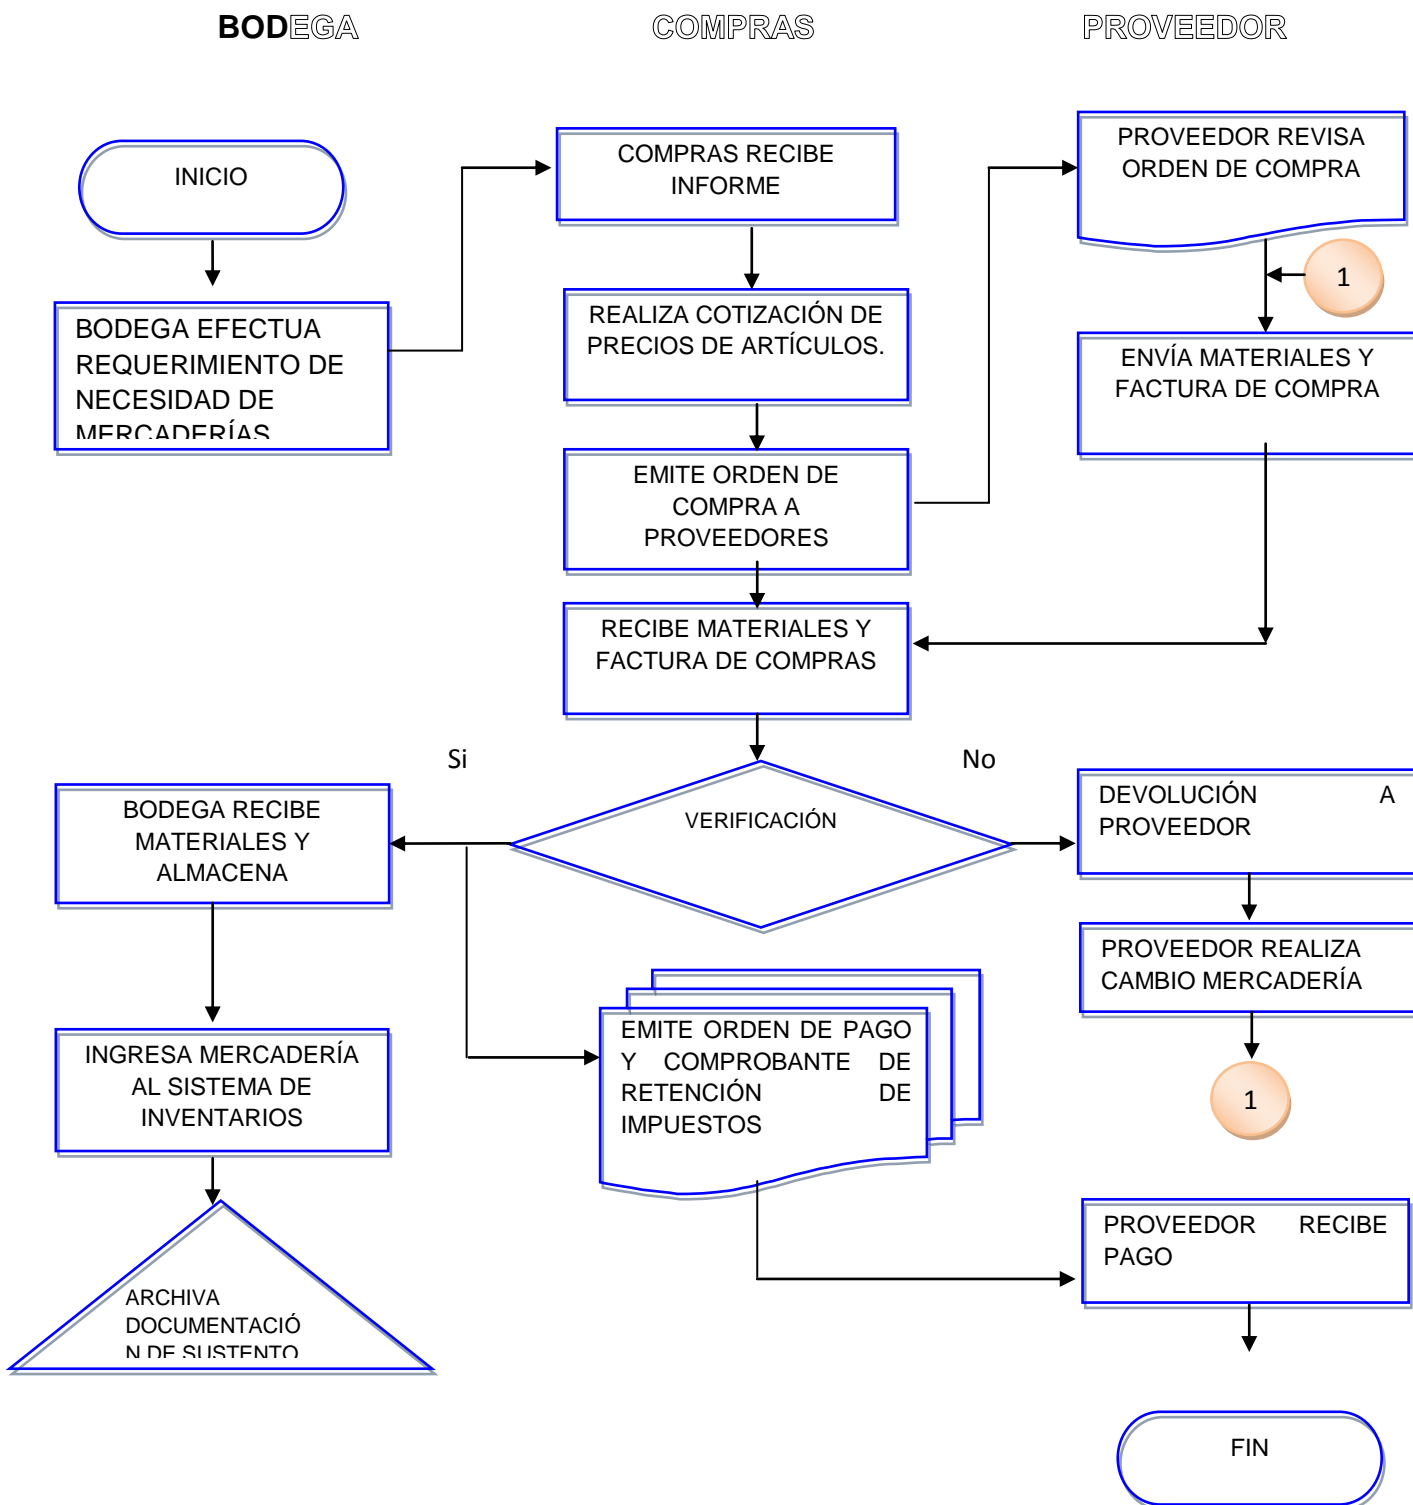 BODEGA
COMPRAS
PROVEEDOR
INICIO
BODEGA EFECTUA
REQUERIMIENTO DE
NECESIDAD DE
MERCADERÍAS
COMPRAS RECIBE
INFORME
REALIZA COTIZACIÓN DE
PRECIOS DE ARTÍCULOS.
EMITE ORDEN DE
COMPRA A
PROVEEDORES
PROVEEDOR REVISA
ORDEN DE COMPRA
1
ENVÍA MATERIALES Y
FACTURA DE COMPRA
RECIBE MATERIALES Y
FACTURA DE COMPRAS
Si
No
VERIFICACIÓN
BODEGA RECIBE
MATERIALES Y
ALMACENA
DEVOLUCIÓN A
PROVEEDOR
PROVEEDOR REALIZA
CAMBIO MERCADERÍA
1
INGRESA MERCADERÍA
AL SISTEMA DE
INVENTARIOS
EMITE ORDEN DE PAGO
Y COMPROBANTE DE
RETENCIÓN DE
IMPUESTOS
ARCHIVA
DOCUMENTACIÓ
N DE SUSTENTO
PROVEEDOR RECIBE
PAGO
FIN